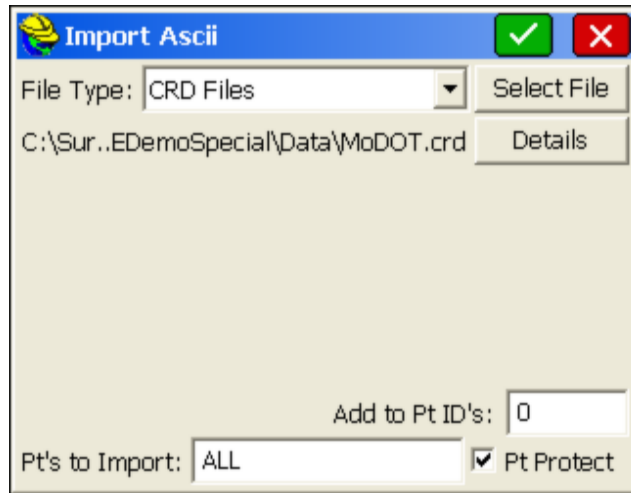 Import Ascii
File Type: CRD Files Select File
C:\Sur..EDemoSpecial\Data\MoDOT.crd Details
Add to Pt ID's: 0
Pt's to Import: ALL Pt Protect